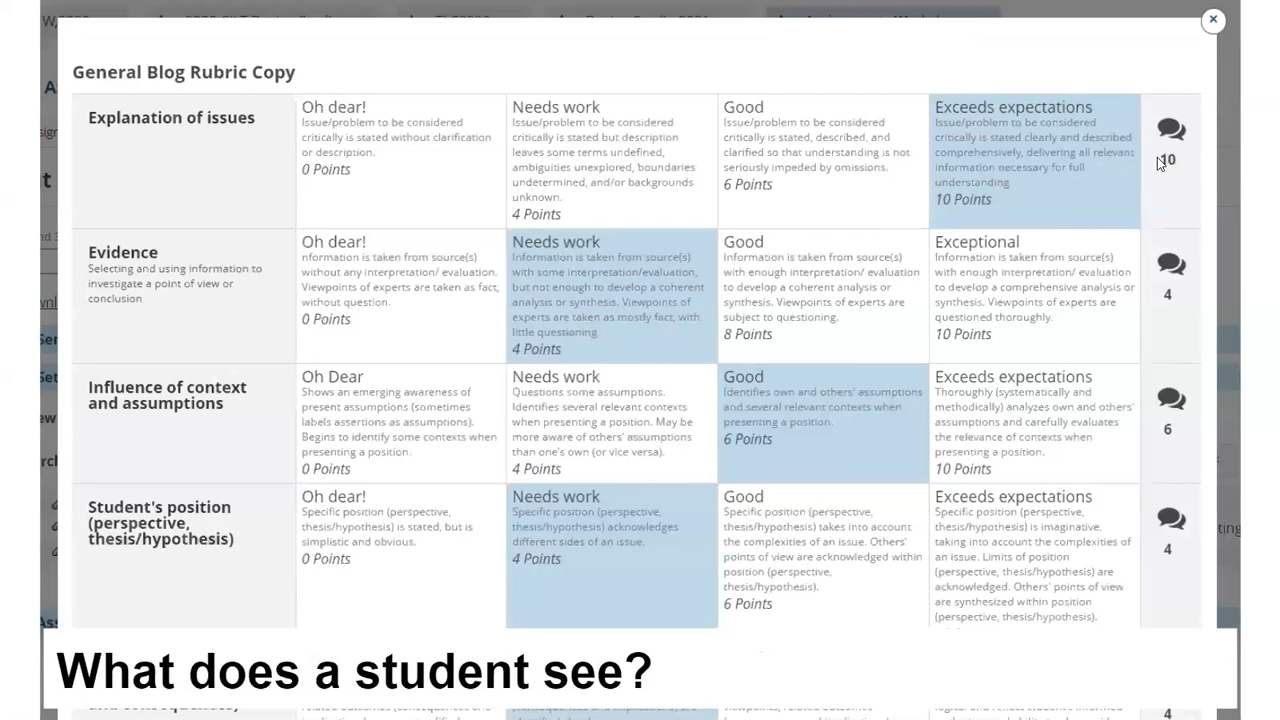 General Blog Rubric Copy
Explanation of issues
Oh dear!
Issue/problem to be considered
critically is stated without clarification
or description.
0 Points
Needs work
Issue/problem to be considered
critically is stated but description
leaves some terms undefined,
ambiguities unexplored, boundaries
undetermined, and/or backgrounds
unknown.
4 Points
Good
Issue/problem to be considered
critically is stated, described, and
clarified so that understanding is not
seriously impeded by omissions.
6 Points
Exceeds expectations
Issue/problem to be considered
critically is stated clearly and described
comprehensively, delivering all relevant
information necessary for full
understanding
10 Points
10
Evidence
Selecting and using information to
investigate a point of view or
conclusion
Oh dear!
nformation is taken from source(s)
without any interpretation/ evaluation.
Viewpoints of experts are taken as fact,
without question.
0 Points
Needs work
Information is taken from source(s)
with some interpretation/evaluation,
but not enough to develop a coherent
analysis or synthesis. Viewpoints of
experts are taken as mostly fact, with
little questioning
4 Points
Good
Information is taken from source(s)
with enough interpretation/ evaluation
to develop a coherent analysis or
synthesis. Viewpoints of experts are
subject to questioning.
8 Points
Exceptional
Information is taken from source(s)
with enough interpretation/ evaluation
to develop a comprehensive analysis or
synthesis. Viewpoints of experts are
questioned thoroughly.
10 Points
4
Influence of context
and assumptions
Oh Dear
Shows an emerging awareness of
present assumptions (sometimes
labels assertions as assumptions).
Begins to identify some contexts when
presenting a position.
0 Points
Needs work
Questions some assumptions.
Identifies several relevant contexts
when presenting a position. May be
more aware of others' assumptions
than one's own (or vice versa).
4 Points
Good
Identifies own and others' assumptions
and several relevant contexts when
presenting a position.
6 Points
Exceeds expectations
Thoroughly (systematically and
methodically) analyzes own and others'
assumptions and carefully evaluates
the relevance of contexts when
presenting a position.
10 Points
6
Student's position
(perspective,
thesis/hypothesis)
Oh dear!
Specific position (perspective,
thesis/hypothesis) is stated, but is
simplistic and obvious.
0 Points
Needs work
Specific position (perspective,
thesis/hypothesis) acknowledges
different sides of an issue.
4 Points
Good
Specific position (perspective,
thesis/hypothesis) takes into account
the complexities of an issue. Others'
points of view are acknowledged within
position (perspective,
thesis/hypothesis).
6 Points
Exceeds expectations
Specific position (perspective,
thesis/hypothesis) is imaginative,
taking into account the complexities of
an issue. Limits of position
(perspective, thesis/hypothesis) are
acknowledged. Others' points of view
are synthesized within position
(perspective, thesis/hypothesis).
4
What does a student see?
4